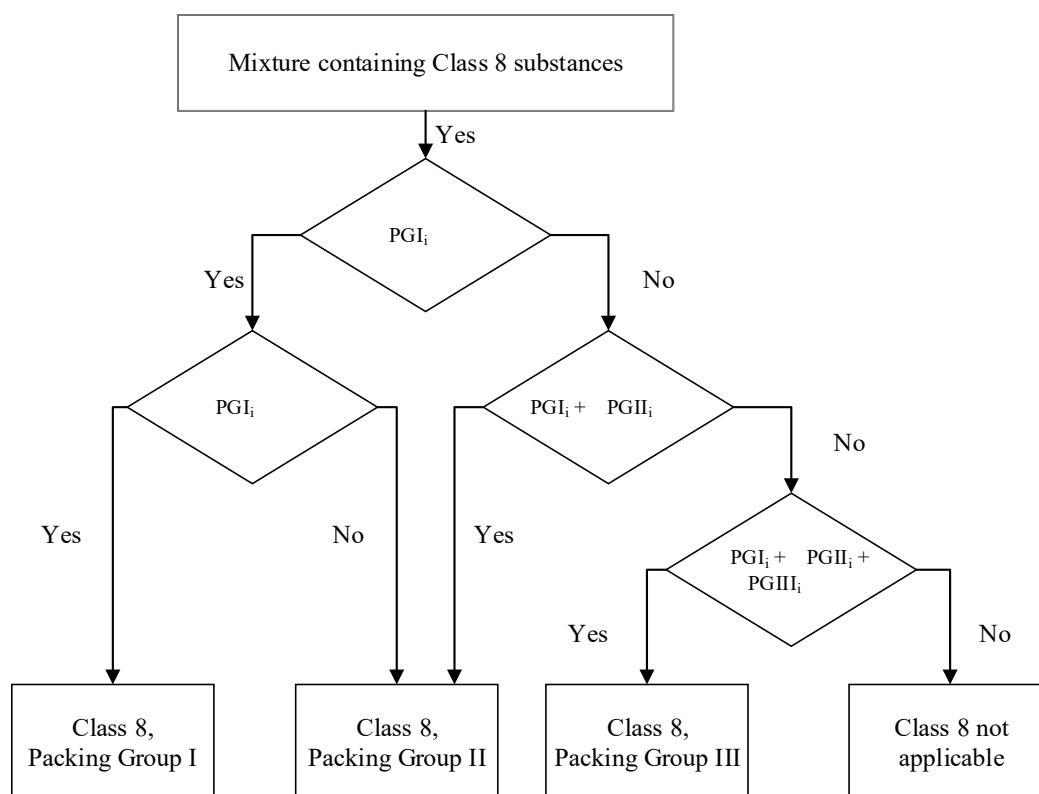 Mixture containing Class 8 substances
Yes
PGIᵢ
Yes
No
PGIᵢ
PGIᵢ + PGIIᵢ
No
Yes
No
Yes
PGIᵢ + PGIIᵢ +
PGIIIᵢ
Yes
No
Class 8,
Packing Group I
Class 8,
Packing Group II
Class 8,
Packing Group III
Class 8 not
applicable